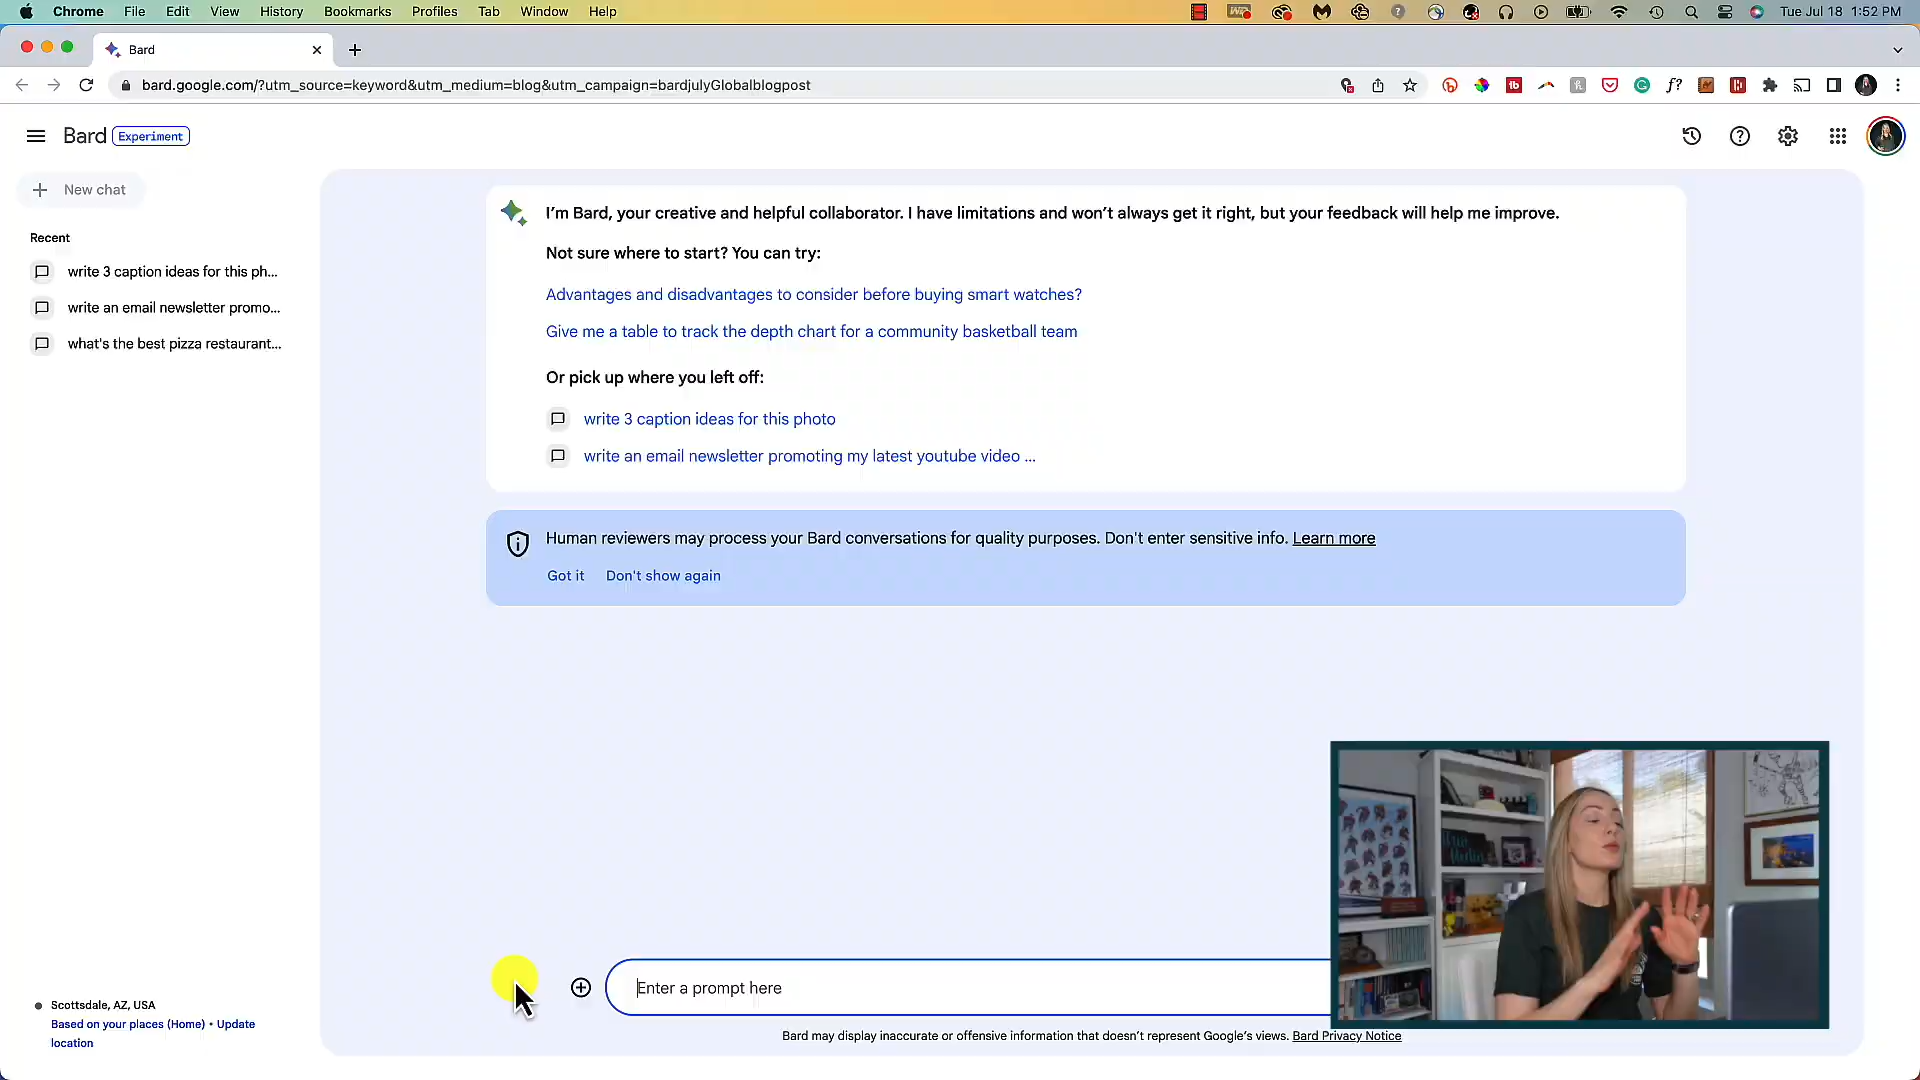 Chrome File Edit View History Bookmarks Profiles Tab Window Help
Tue Jul 18 1:52 PM
Bard
bard.google.com/?utm_source=keyword&utm_medium=blog&utm_campaign=bardjulyGlobalblogpost
Bard Experiment
New chat
Recent
write 3 caption ideas for this ph...
write an email newsletter promo...
what's the best pizza restaurant...
I'm Bard, your creative and helpful collaborator. I have limitations and won't always get it right, but your feedback will help me improve.
Not sure where to start? You can try:
Advantages and disadvantages to consider before buying smart watches?
Give me a table to track the depth chart for a community basketball team
Or pick up where you left off:
write 3 caption ideas for this photo
write an email newsletter promoting my latest youtube video ...
Human reviewers may process your Bard conversations for quality purposes. Don't enter sensitive info. Learn more
Got it Don't show again
Enter a prompt here
Bard may display inaccurate or offensive information that doesn't represent Google's views. Bard Privacy Notice
Scottsdale, AZ, USA
Based on your places (Home) • Update
location